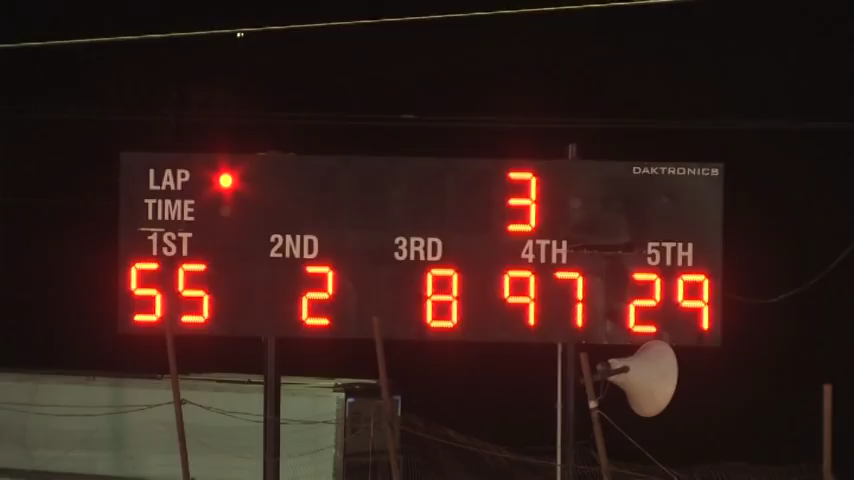 LAP 3 DAKTRONICS
TIME
1ST 2ND 3RD 4TH 5TH
55 2 8 97 29